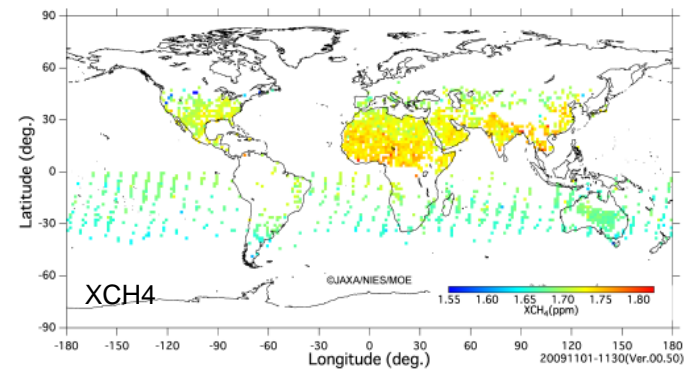 90
60
30
0
-30
-60
-90
Latitude (deg.)
XCH4
©JAXA/NIES/MOE
1.55 1.60 1.65 1.70 1.75 1.80
XCH₄(ppm)
-180 -150 -120 -90 -60 -30 0 30 60 90 120 150 180
Longitude (deg.)
20091101-1130(Ver.00.50)